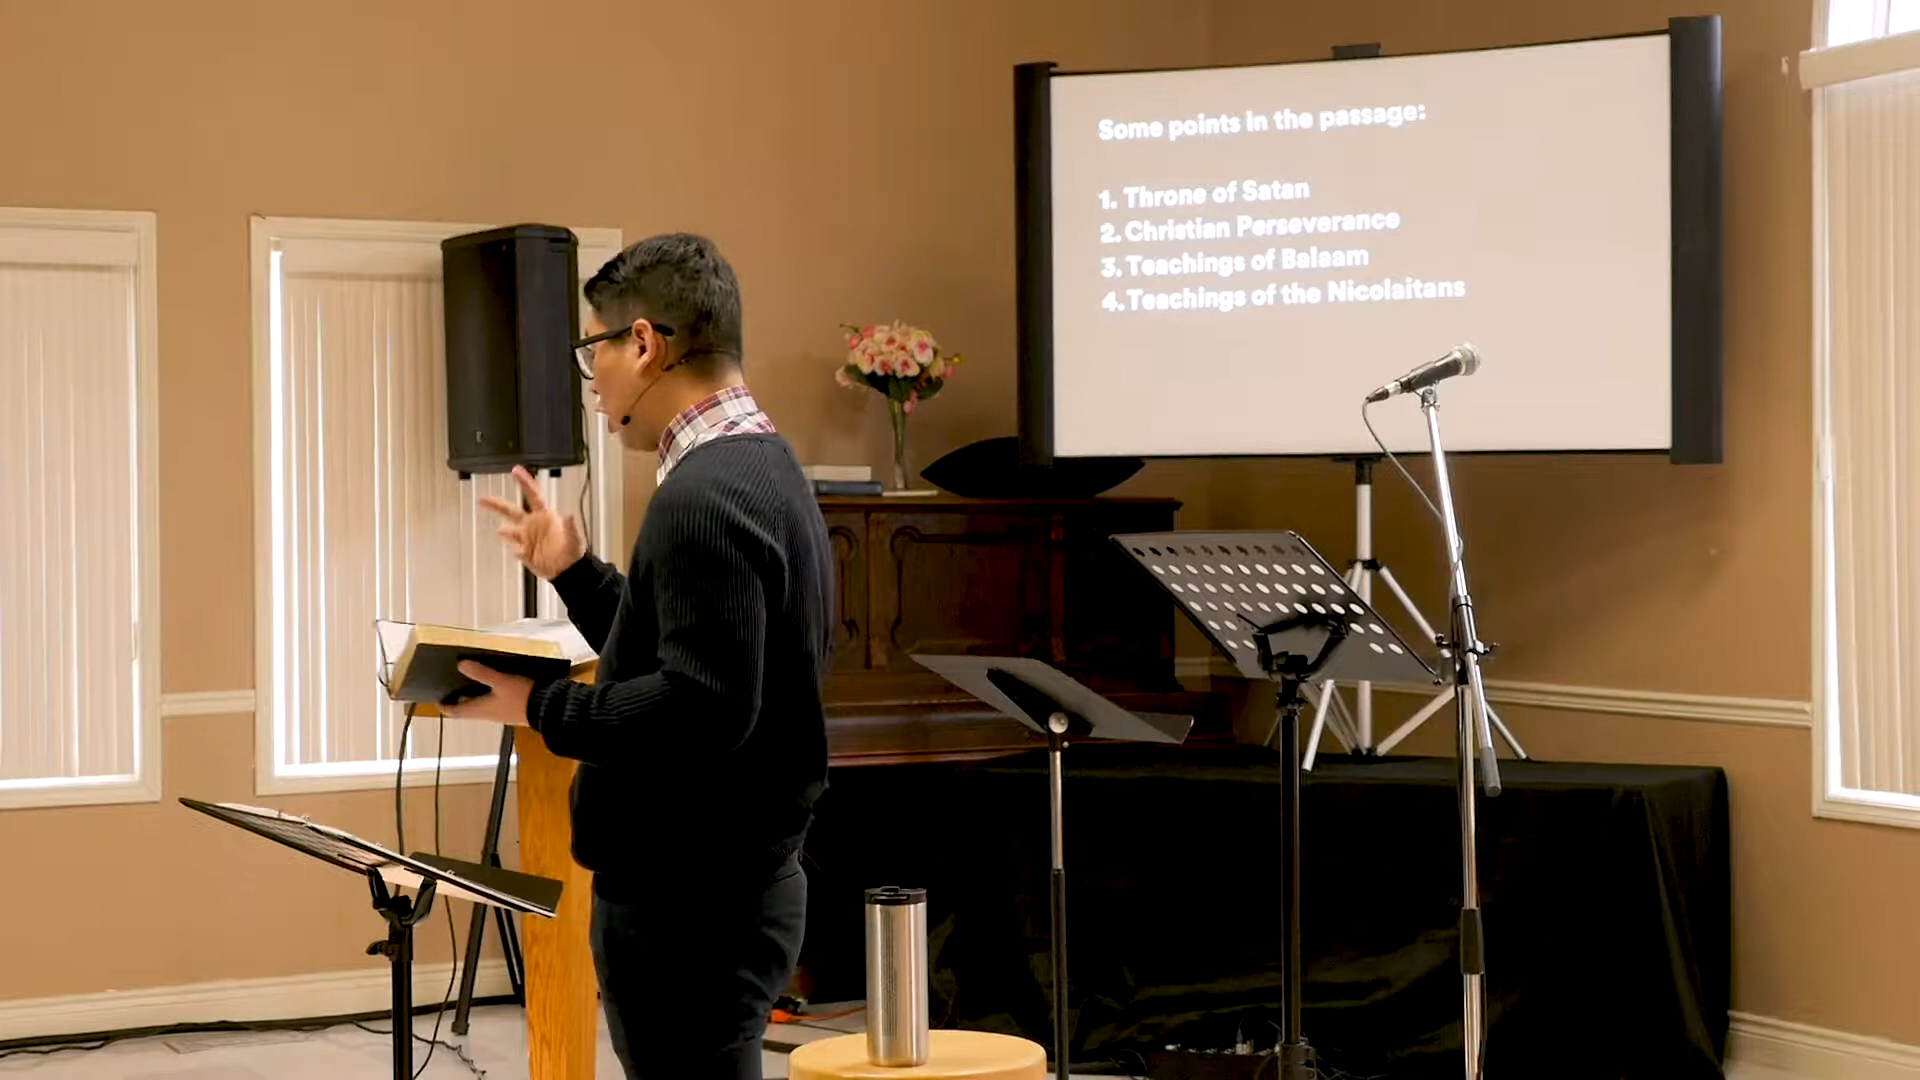 Some points in the passage:
1. Throne of Satan
2. Christian Perseverance
3. Teachings of Balaam
4. Teachings of the Nicolaitans